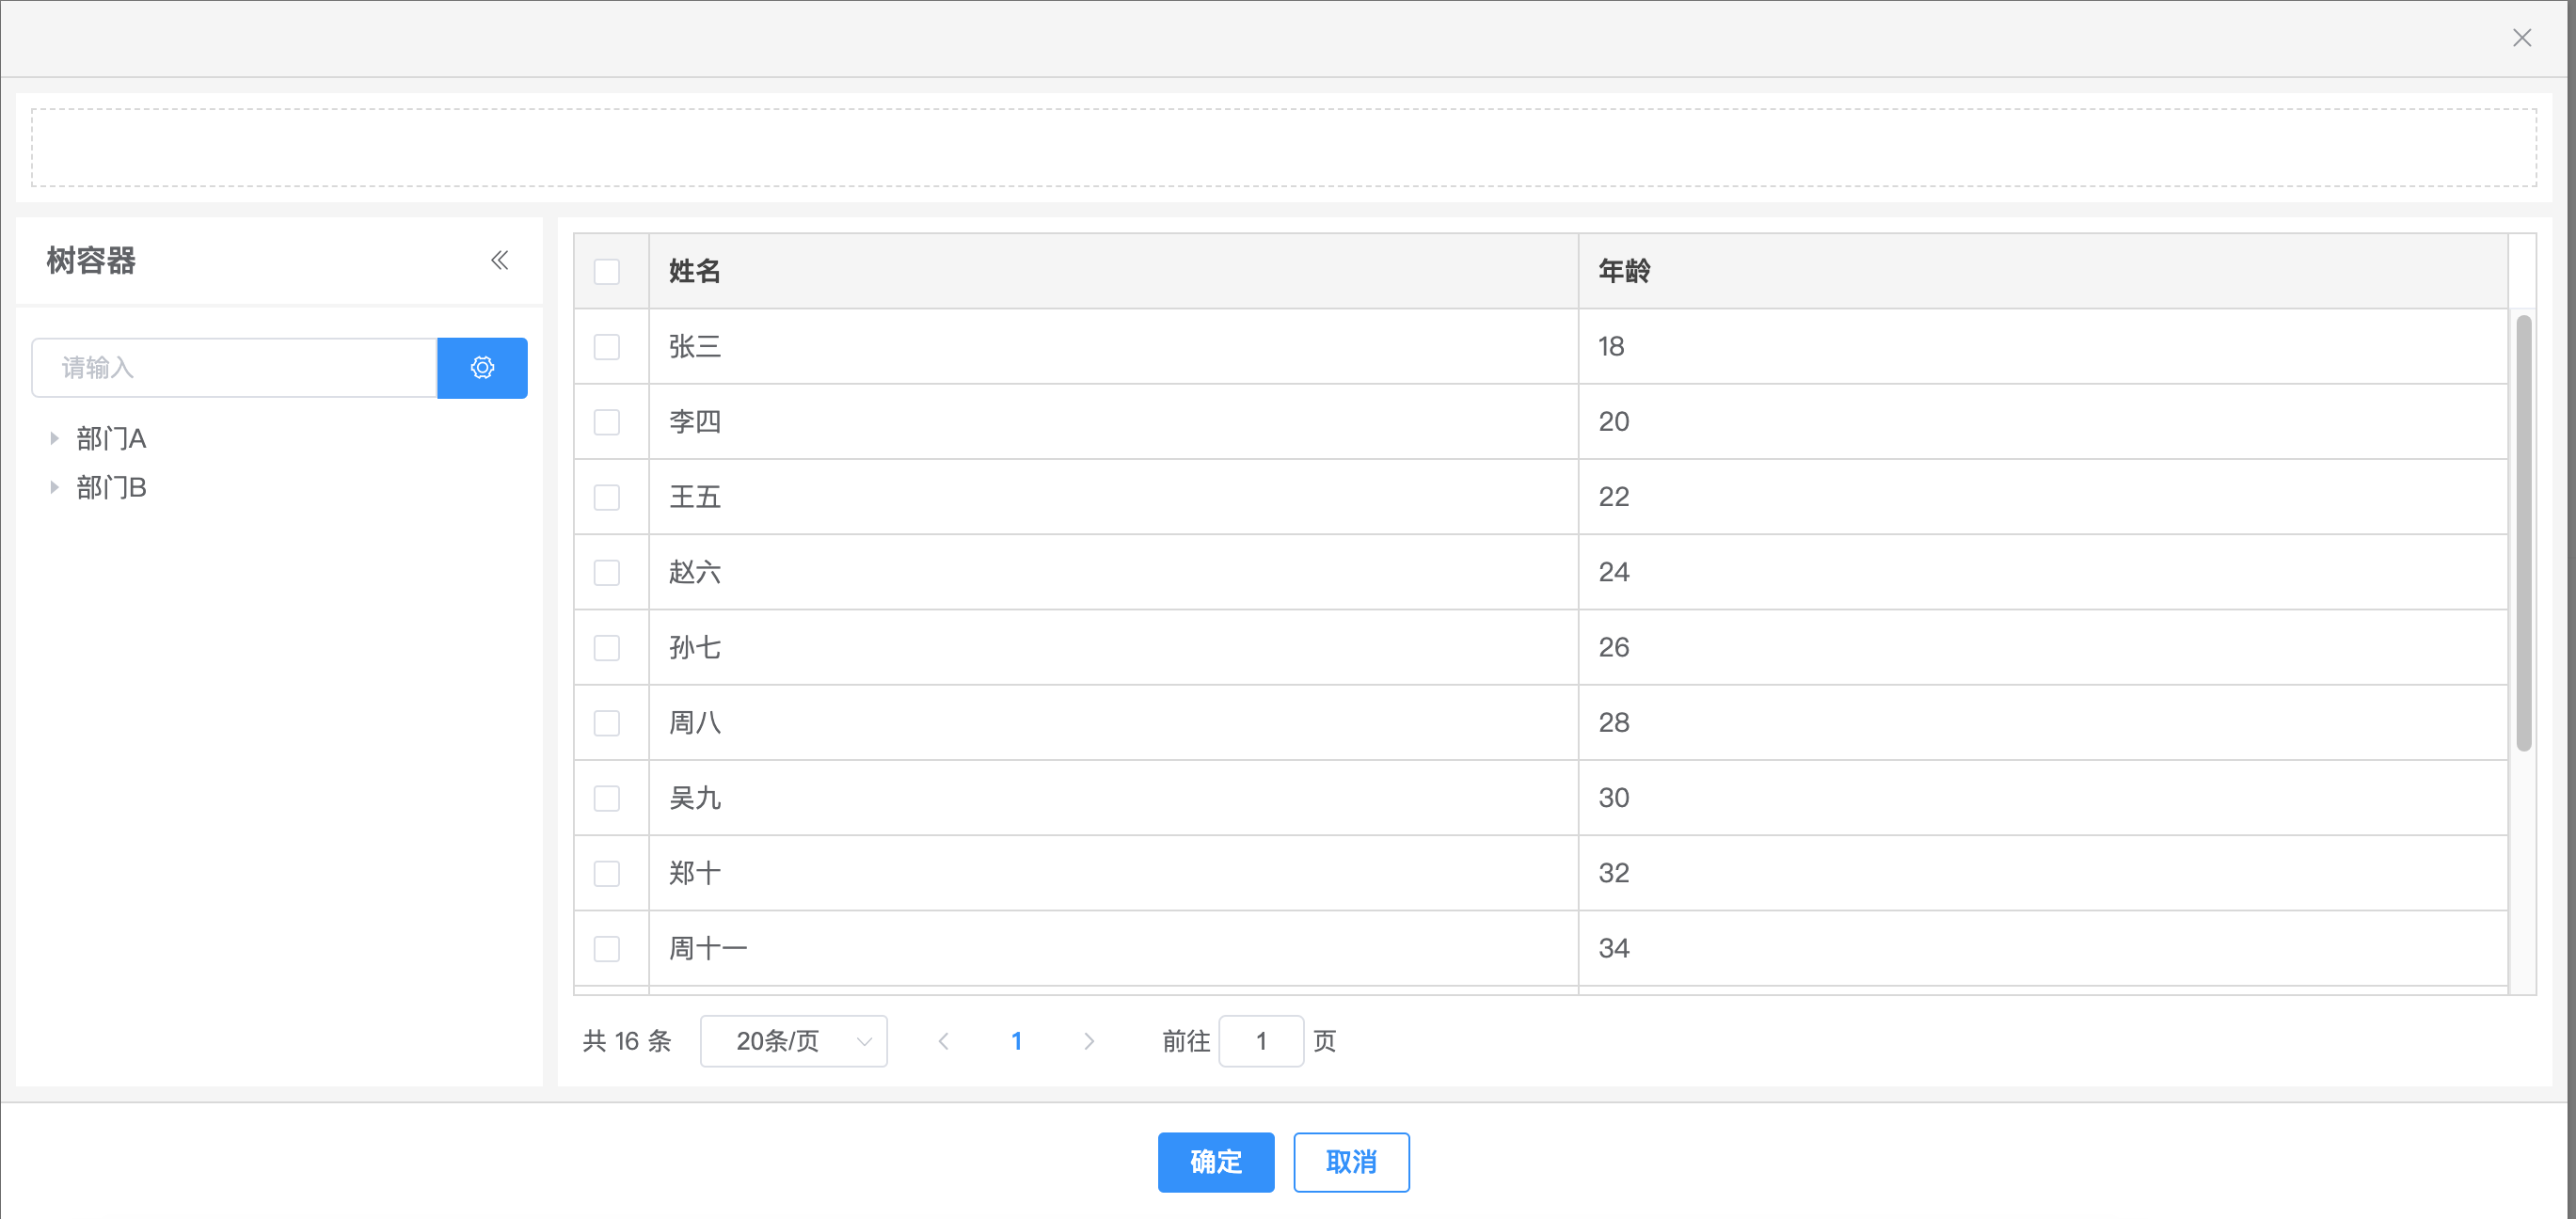 树容器
请输入
部门A
部门B
姓名 年龄
张三 18
李四 20
王五 22
赵六 24
孙七 26
周八 28
吴九 30
郑十 32
周十一 34
共 16 条 20条/页 1 前往 1 页
确定 取消